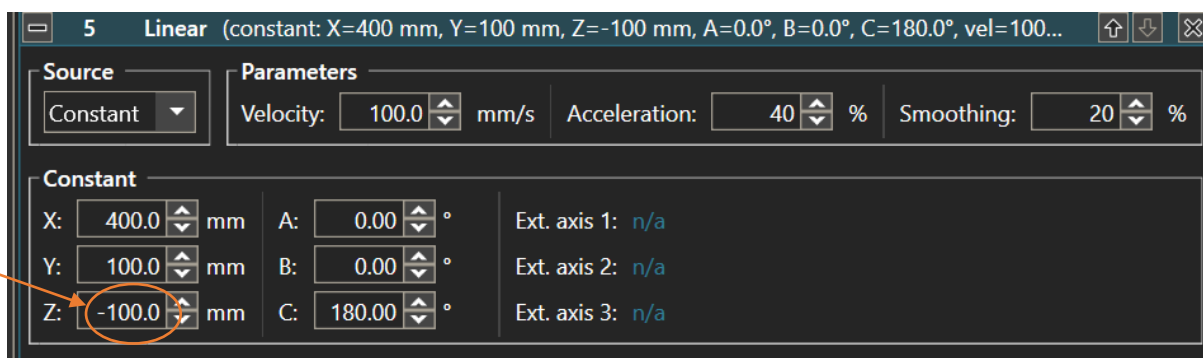 5 Linear (constant: X=400 mm, Y=100 mm, Z=-100 mm, A=0.0°, B=0.0°, C=180.0°, vel=100...
Source Parameters
Constant Velocity: 100.0 mm/s Acceleration: 40 % Smoothing: 20 %
Constant
X: 400.0 mm A: 0.00 ° Ext. axis 1: n/a
Y: 100.0 mm B: 0.00 ° Ext. axis 2: n/a
Z: -100.0 mm C: 180.00 ° Ext. axis 3: n/a